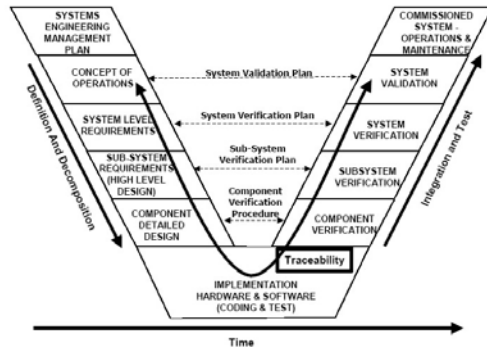 SYSTEMS
ENGINEERING
MANAGEMENT
PLAN
COMMISSIONED
SYSTEM -
OPERATIONS &
MAINTENANCE
CONCEPT OF
OPERATIONS
System Validation Plan
SYSTEM
VALIDATION
SYSTEM LEVEL
REQUIREMENTS
System Verification Plan
SYSTEM
VERIFICATION
SUB-SYSTEM
REQUIREMENTS
(HIGH LEVEL
DESIGN)
Sub-System
Verification Plan
SUBSYSTEM
VERIFICATION
COMPONENT
DETAILED
DESIGN
Component
Verification
Procedure
COMPONENT
VERIFICATION
Definition And Decomposition
Integration and Test
Traceability
IMPLEMENTATION
HARDWARE & SOFTWARE
(CODING & TEST)
Time